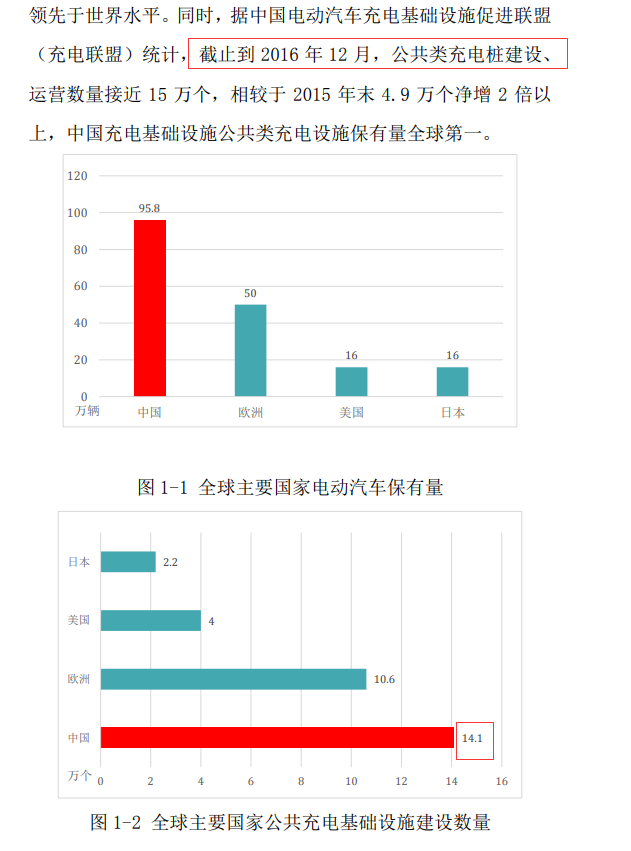 领先于世界水平。同时，据中国电动汽车充电基础设施促进联盟
（充电联盟）统计，截止到 2016 年 12 月，公共类充电桩建设、
运营数量接近 15 万个，相较于 2015 年末 4.9 万个净增 2 倍以
上，中国充电基础设施公共类充电设施保有量全球第一。
120
100
80
60
40
20
0
95.8
50
16
16
万辆
中国
欧洲
美国
日本
图 1-1 全球主要国家电动汽车保有量
日本
2.2
美国
4
欧洲
10.6
中国
14.1
万个
0
2
4
6
8
10
12
14
16
图 1-2 全球主要国家公共充电基础设施建设数量